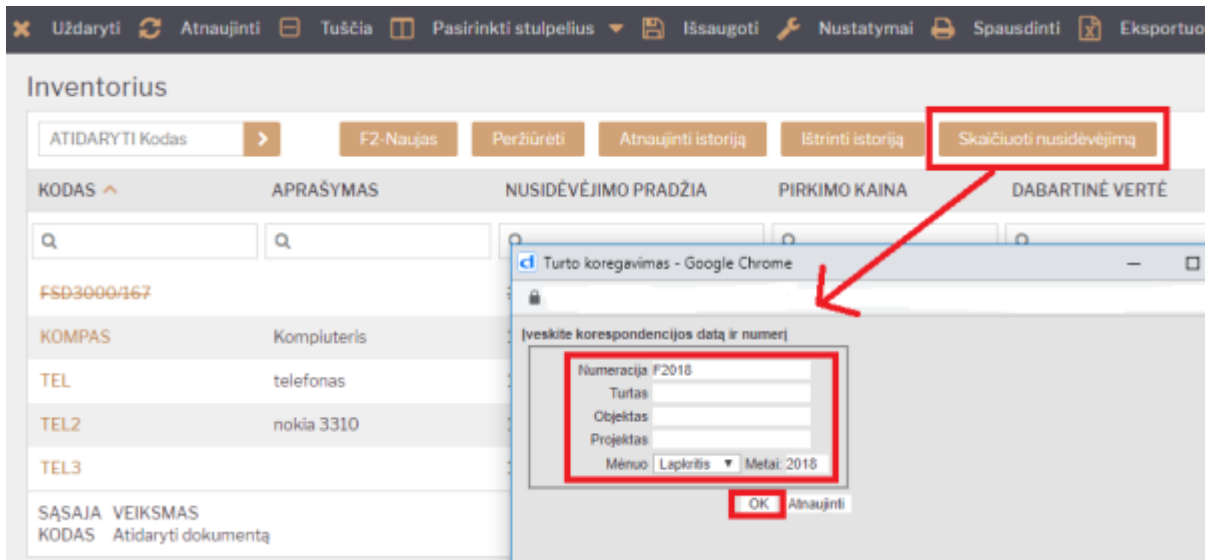 Uždaryti Atnaujinti Tuščia Pasirinkti stulpelius Išsaugoti Nustatymai Spausdinti Eksportuo
Inventorius
ATIDARYTI Kodas F2-Naujas Peržiūrėti Atnaujinti istoriją Ištrinti istoriją Skaičiuoti nusidėvėjimą
KODAS APRAŠYMAS NUSIDĖVĖJIMO PRADŽIA PIRKIMO KAINA DABARTINĖ VERTĖ
cl Turto koregavimas - Google Chrome
FSD3000/167
Įveskite korespondencijos datą ir numerį
KOMPAS Kompiuteris
Numeracija F2018
TEL telefonas
Turtas
Objektas
TEL2 nokia 3310
Projektas
Mėnuo Lapkritis Metai: 2018
TEL3
OK Atnaujinti
SĄSAJA VEIKSMAS
KODAS Atidaryti dokumentą